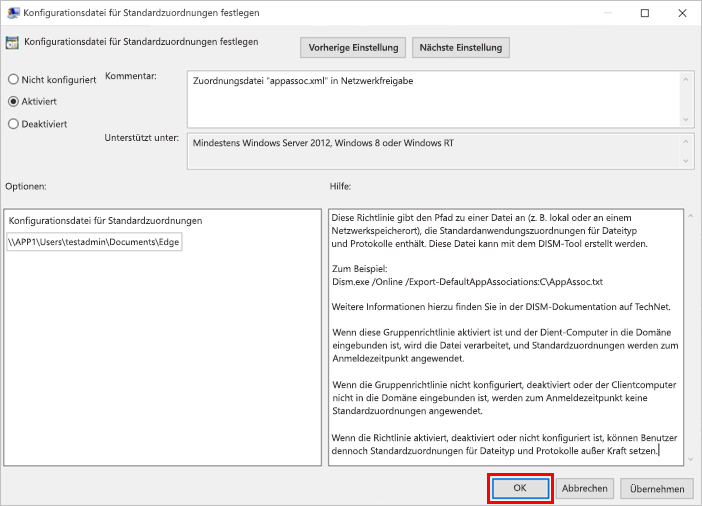 Konfigurationsdatei für Standardzuordnungen festlegen
Konfigurationsdatei für Standardzuordnungen festlegen
Vorherige Einstellung
Nächste Einstellung
Nicht konfiguriert
Kommentar:
Zuordnungsdatei "appassoc.xml" in Netzwerkfreigabe
Aktiviert
Deaktiviert
Unterstützt unter:
Mindestens Windows Server 2012, Windows 8 oder Windows RT
Optionen:
Hilfe:
Konfigurationsdatei für Standardzuordnungen
\\APP1\Users\testadmin\Documents\Edge
Diese Richtlinie gibt den Pfad zu einer Datei an (z. B. lokal oder an einem
Netzwerkspeicherort), die Standardanwendungszuordnungen für Dateityp
und Protokolle enthält. Diese Datei kann mit dem DISM-Tool erstellt werden.
Zum Beispiel:
Dism.exe /Online /Export-DefaultAppAssociations:C\AppAssoc.txt
Weitere Informationen hierzu finden Sie in der DISM-Dokumentation auf TechNet.
Wenn diese Gruppenrichtlinie aktiviert ist und der Dient-Computer in die Domäne
eingebunden ist, wird die Datei verarbeitet, und Standardzuordnungen werden zum
Anmeldezeitpunkt angewendet.
Wenn die Gruppenrichtlinie nicht konfiguriert, deaktiviert oder der Clientcomputer
nicht in die Domäne eingebunden ist, werden zum Anmeldezeitpunkt keine
Standardzuordnungen angewendet.
Wenn die Richtlinie aktiviert, deaktiviert oder nicht konfiguriert ist, können Benutzer
dennoch Standardzuordnungen für Dateityp und Protokolle außer Kraft setzen.
OK
Abbrechen
Übernehmen